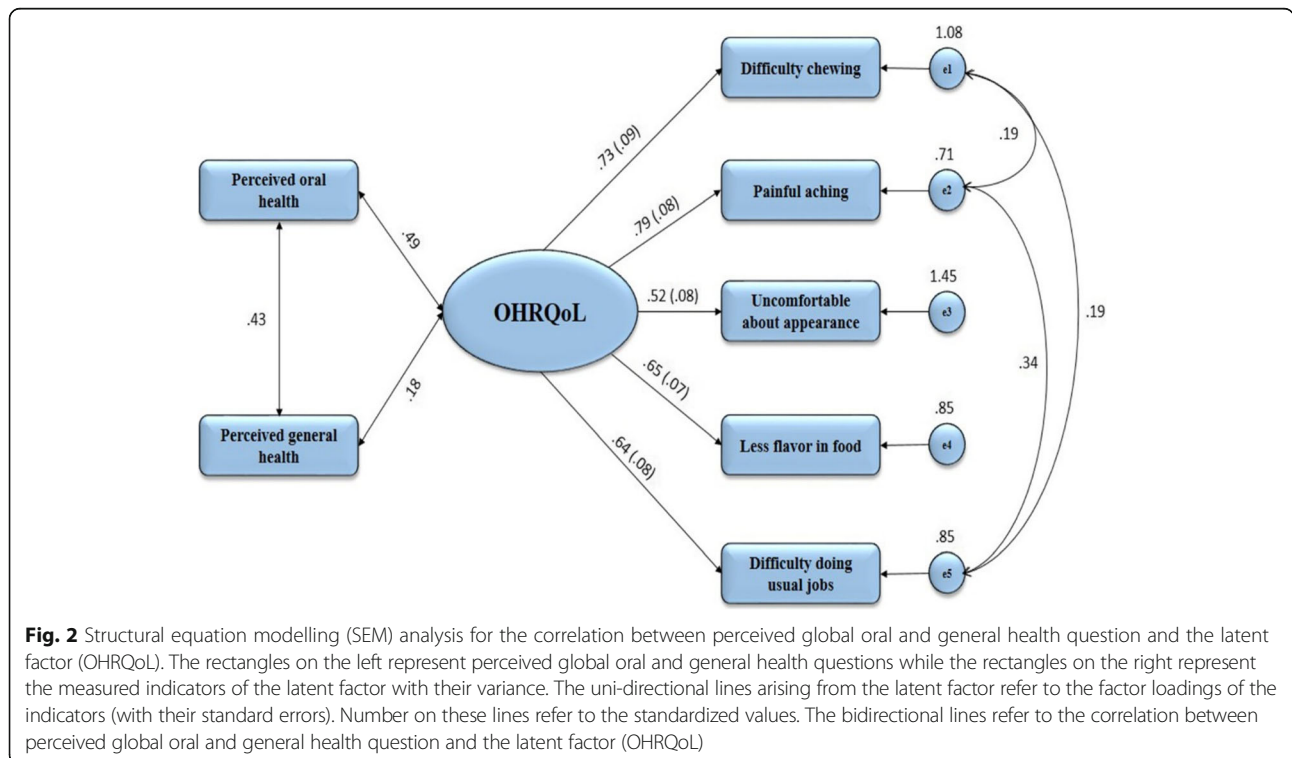 1.08
Difficulty chewing
e1
.73 (.09)
.19
Perceived oral
health
.71
Painful aching
e2
.79 (.08)
.49
.43
OHRQoL
1.45
.52 (.08)
Uncomfortable
about appearance
e3
.19
.34
.18
.65 (.07)
.85
Less flavor in food
e4
Perceived general
health
.64 (.08)
.85
Difficulty doing
usual jobs
e5
Fig. 2 Structural equation modelling (SEM) analysis for the correlation between perceived global oral and general health question and the latent
factor (OHRQoL). The rectangles on the left represent perceived global oral and general health questions while the rectangles on the right represent
the measured indicators of the latent factor with their variance. The uni-directional lines arising from the latent factor refer to the factor loadings of the
indicators (with their standard errors). Number on these lines refer to the standardized values. The bidirectional lines refer to the correlation between
perceived global oral and general health question and the latent factor (OHRQoL)